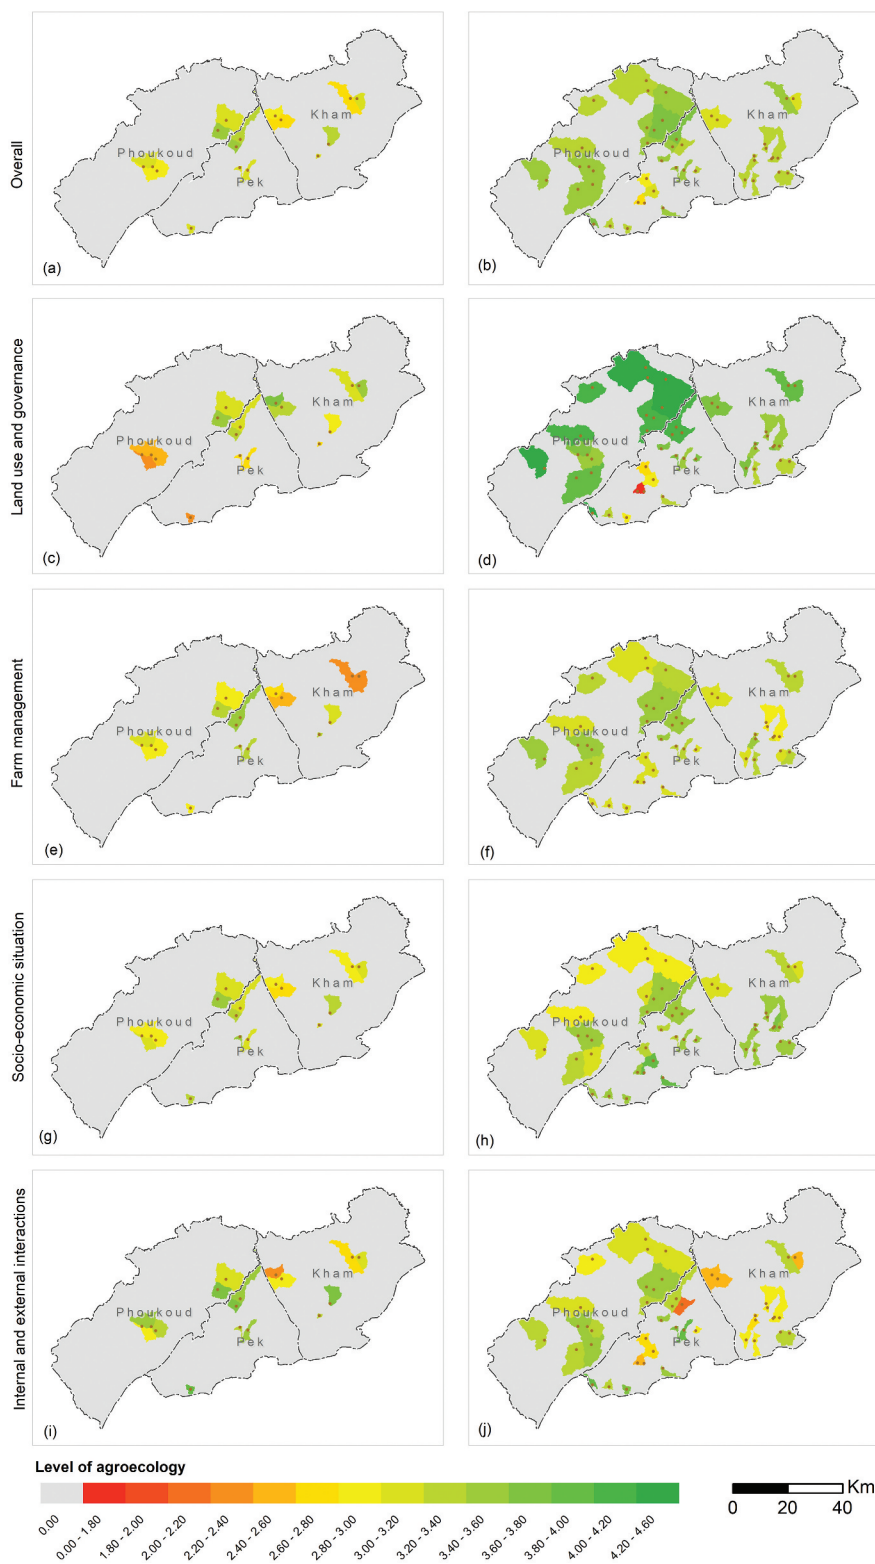 Overall
Kham
Phoukoud
Pek
(a)
Kham
Phoukoud
Pek
(b)
Land use and governance
Kham
Phoukoud
Pek
(c)
Kham
Phoukoud
Pek
(d)
Farm management
Kham
Phoukoud
Pek
(e)
Kham
Phoukoud
Pek
(f)
Socio-economic situation
Kham
Phoukoud
Pek
(g)
Kham
Phoukoud
Pek
(h)
Internal and external interactions
Kham
Phoukoud
Pek
(i)
Kham
Phoukoud
Pek
(j)
Level of agroecology
0.00
0.00 - 1.80
1.80 - 2.00
2.00 - 2.20
2.20 - 2.40
2.40 - 2.60
2.60 - 2.80
2.80 - 3.00
3.00 - 3.20
3.20 - 3.40
3.40 - 3.60
3.60 - 3.80
3.80 - 4.00
4.00 - 4.20
4.20 - 4.60
Km
0 20 40